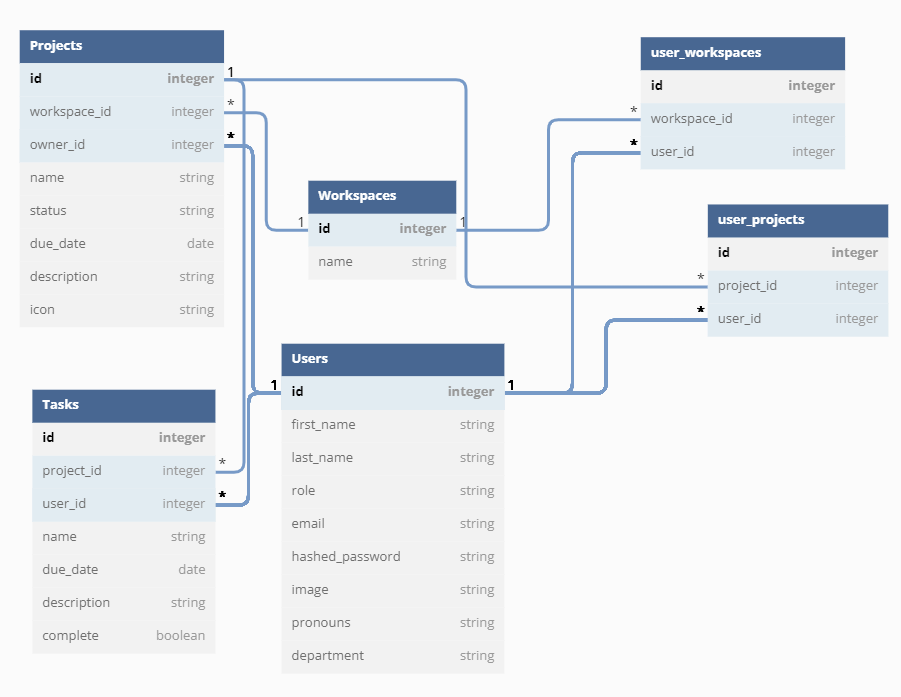 Projects
id integer 1
workspace_id integer *
owner_id integer *
name string
status string
due_date date
description string
icon string
Workspaces
1 id integer 1
name string
user_workspaces
id integer
* workspace_id integer
* user_id integer
user_projects
id integer
* project_id integer
* user_id integer
Users
1 id integer 1
first_name string
last_name string
role string
email string
hashed_password string
image string
pronouns string
department string
Tasks
id integer
project_id integer *
user_id integer *
name string
due_date date
description string
complete boolean